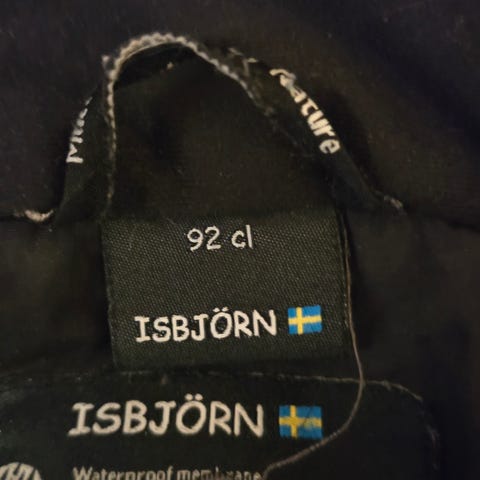 Nature
92 cl
ISBJÖRN
ISBJÖRN
Waterproof membrane